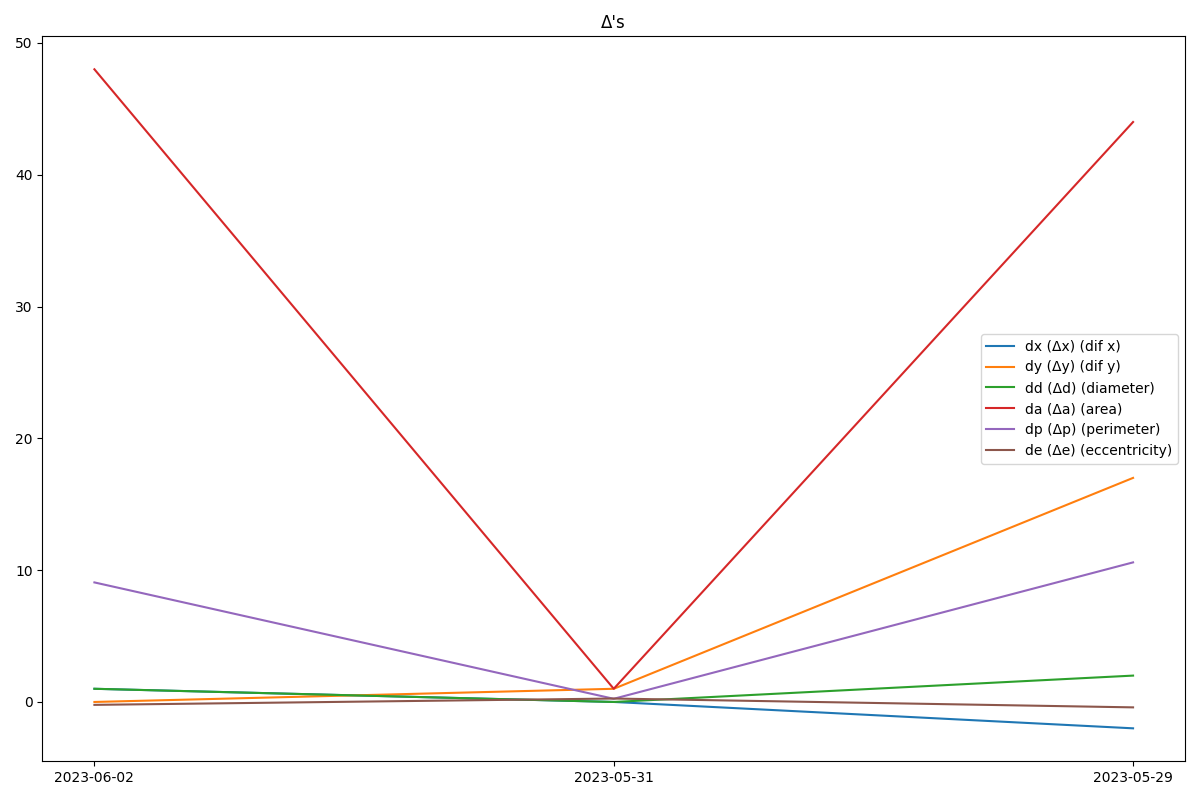 Δ's
50
40
30
20
10
0
dx (Δx) (dif x)
dy (Δy) (dif y)
dd (Δd) (diameter)
da (Δa) (area)
dp (Δp) (perimeter)
de (Δe) (eccentricity)
2023-06-02
2023-05-31
2023-05-29